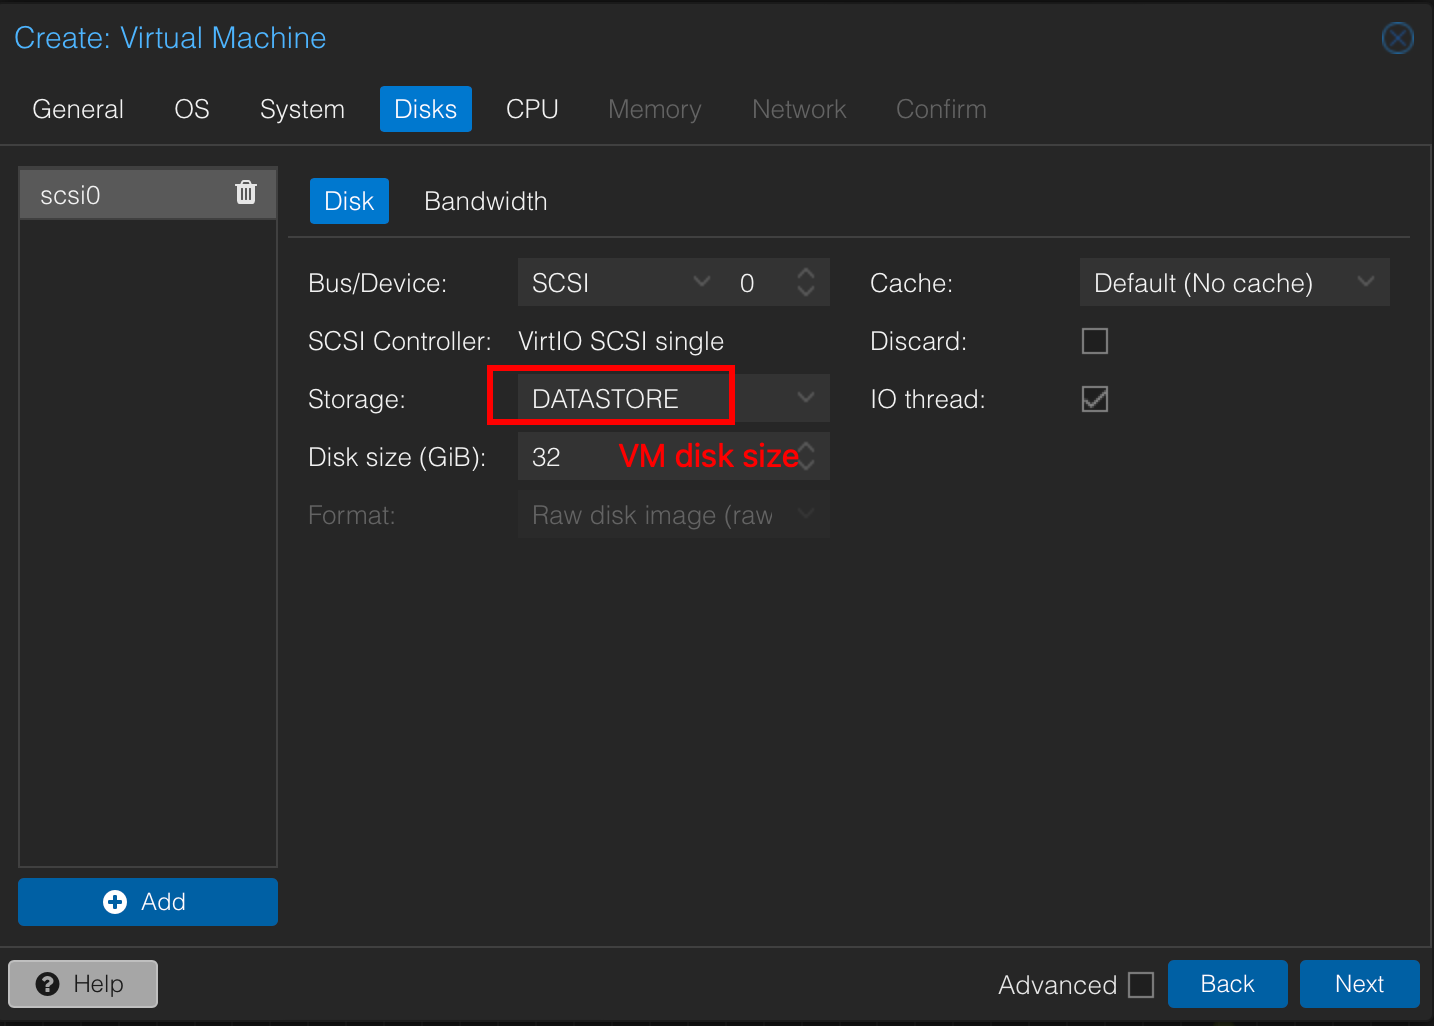 Create: Virtual Machine
General OS System Disks CPU Memory Network Confirm
scsi0
Disk Bandwidth
Bus/Device: SCSI 0 Cache: Default (No cache)
SCSI Controller: VirtIO SCSI single Discard:
Storage: DATASTORE IO thread:
Disk size (GiB): 32 VM disk size
Format: Raw disk image (raw
Add
Help Advanced Back Next